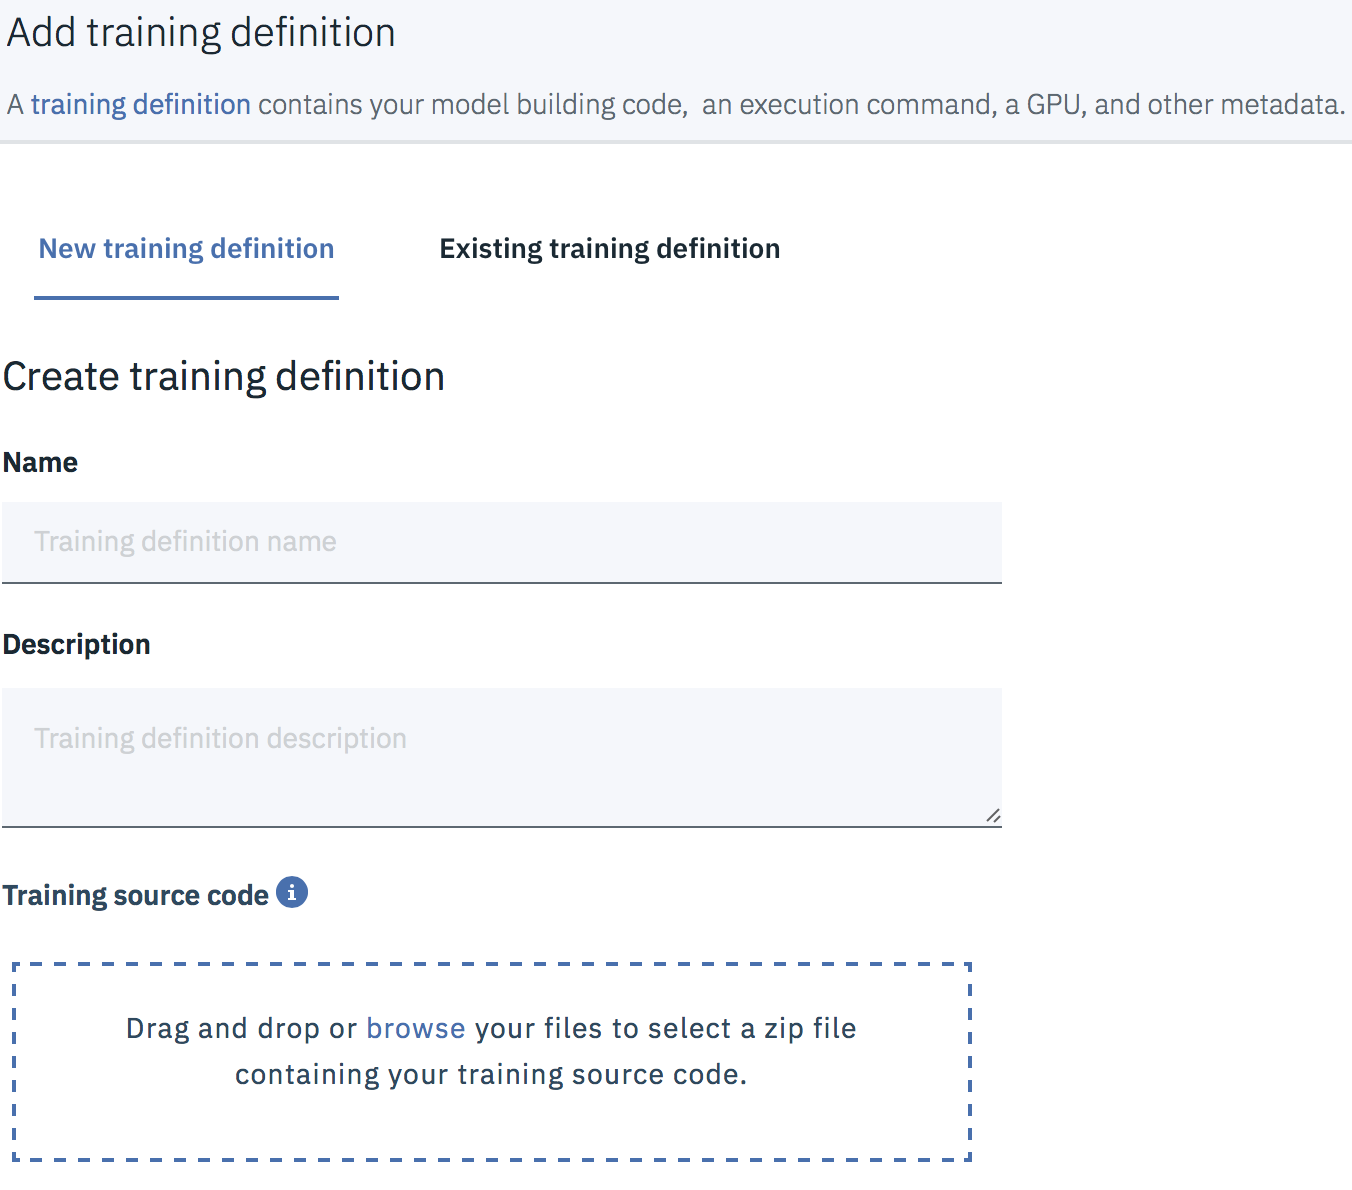 Add training definition
A training definition contains your model building code, an execution command, a GPU, and other metadata.
New training definition
Existing training definition
Create training definition
Name
Training definition name
Description
Training definition description
Training source code
Drag and drop or browse your files to select a zip file
containing your training source code.